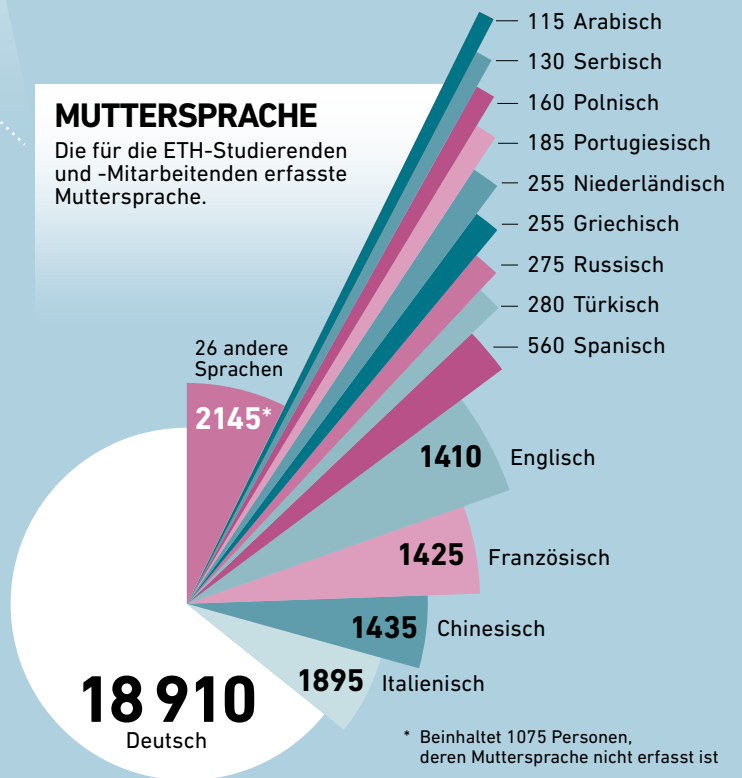 MUTTERSPRACHE
Die für die ETH-Studierenden
und -Mitarbeitenden erfasste
Muttersprache.
115 Arabisch
130 Serbisch
160 Polnisch
185 Portugiesisch
255 Niederländisch
255 Griechisch
275 Russisch
280 Türkisch
560 Spanisch
26 andere
Sprachen
2145*
1410 Englisch
1425 Französisch
1435 Chinesisch
1895 Italienisch
18 910
Deutsch
* Beinhaltet 1075 Personen,
deren Muttersprache nicht erfasst ist